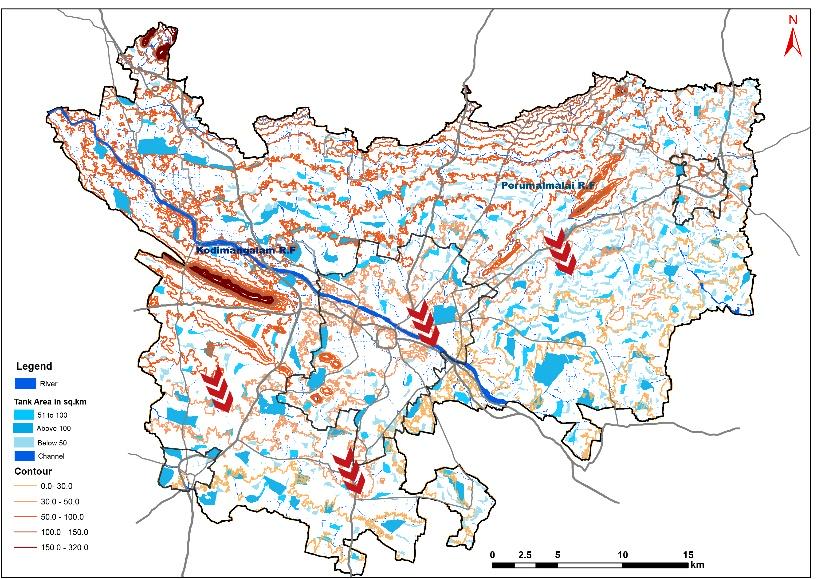 N
Perumalmalai R.F
Kodimangalam R.F
Legend
River
Tank Area in sq.km
51 to 100
Above 100
Below 50
Channel
Contour
0.0- 30.0
30.0 - 50.0
50.0 - 100.0
100.0 - 150.0
150.0 - 320.0
0 2.5 5 10 15
km